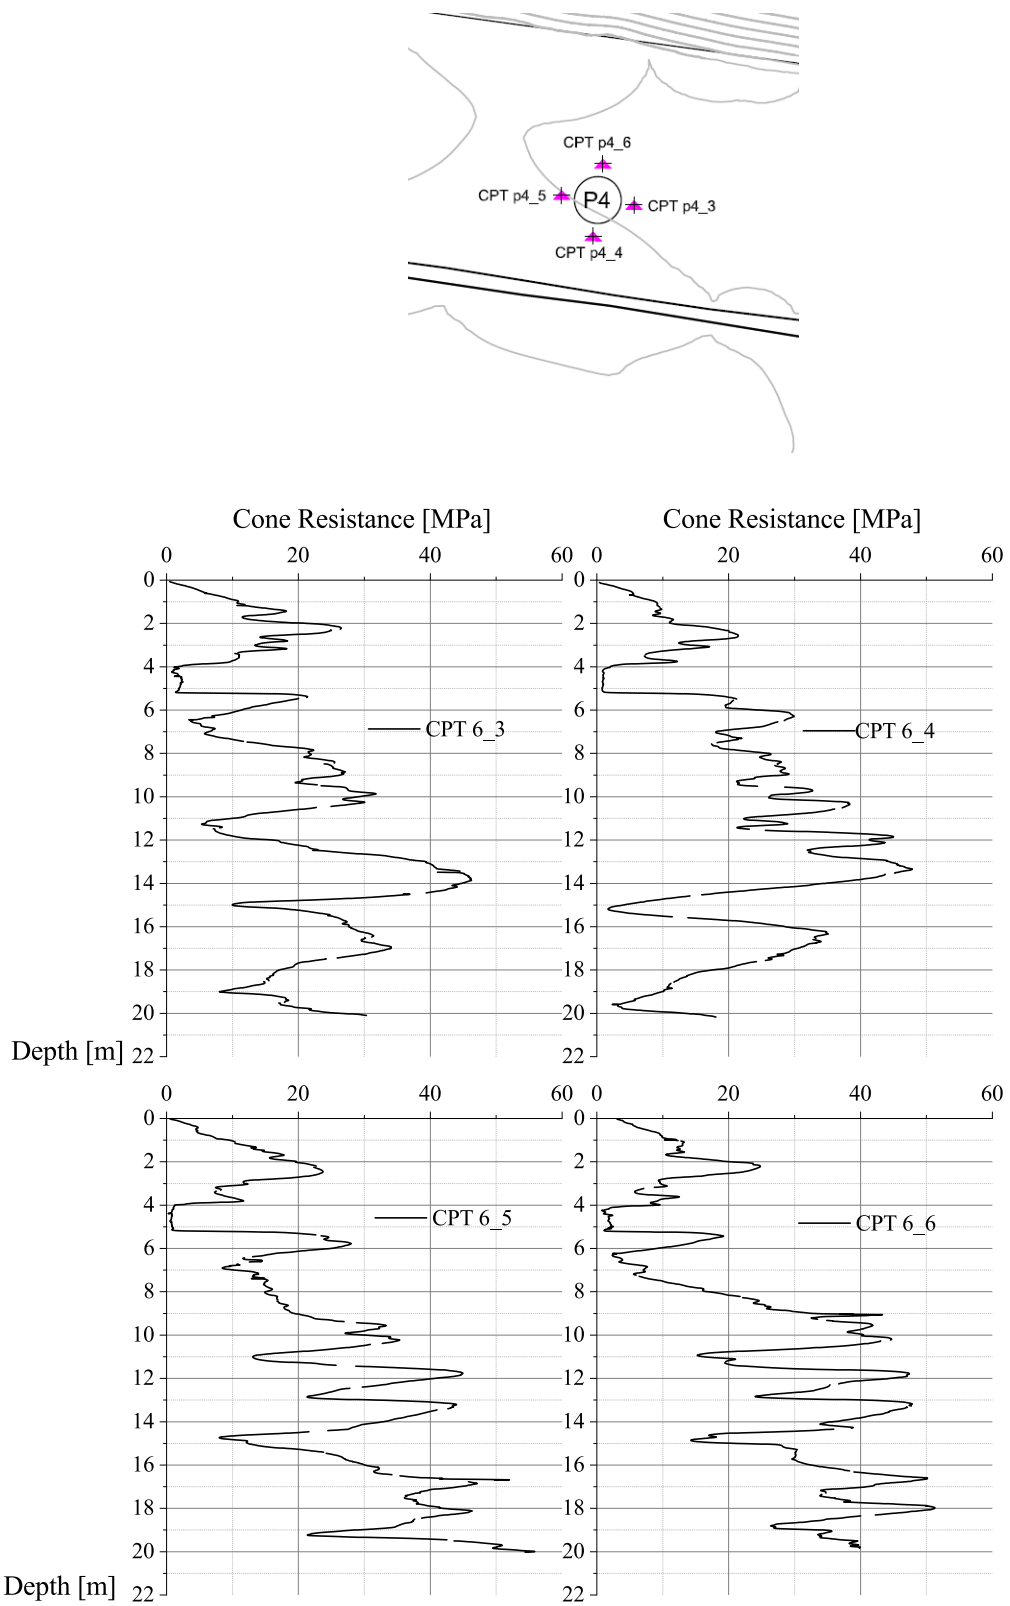 CPT p4_6
CPT p4_5
P4
CPT p4_3
CPT p4_4
Cone Resistance [MPa]
Cone Resistance [MPa]
0 20 40 60
0 20 40 60
0
2
4
6
8
10
12
14
16
18
20
22
CPT 6_3
0
2
4
6
8
10
12
14
16
18
20
22
CPT 6_4
Depth [m]
0 20 40 60
0 20 40 60
0
2
4
6
8
10
12
14
16
18
20
22
CPT 6_5
0
2
4
6
8
10
12
14
16
18
20
22
CPT 6_6
Depth [m]